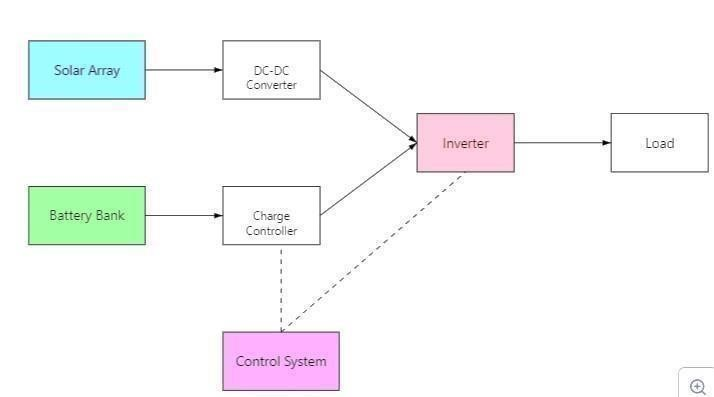 Solar Array
DC-DC
Converter
Inverter
Load
Battery Bank
Charge
Controller
Control System